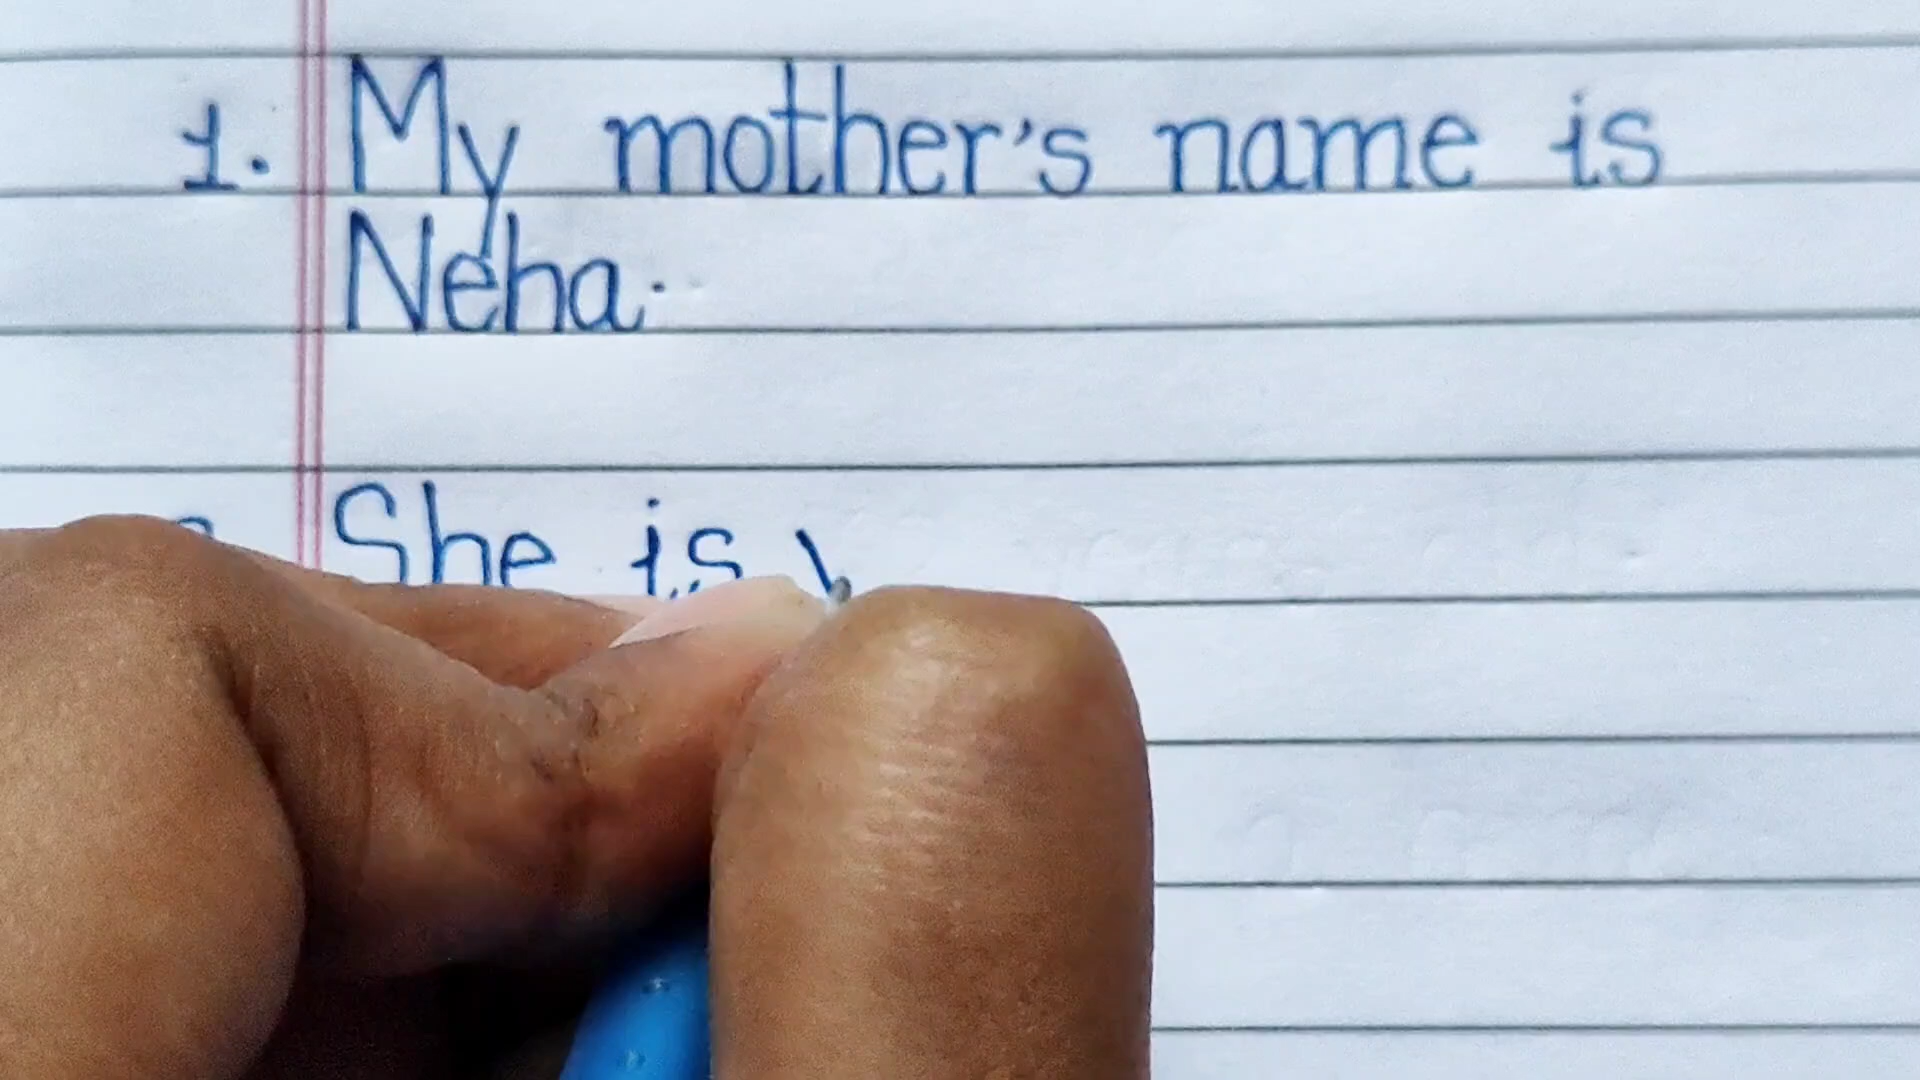 1. My mother's name is
Neha.
She is